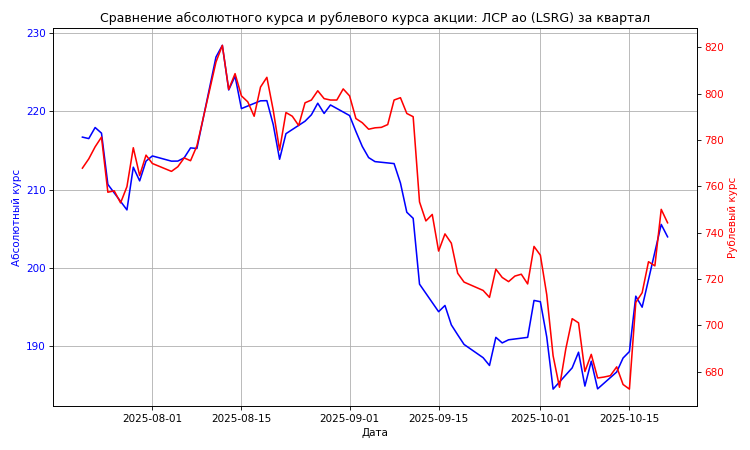 Сравнение абсолютного курса и рублевого курса акции: ЛСР ао (LSRG) за квартал
230
220
210
200
190
Абсолютный курс
820
800
780
760
740
720
700
680
Рублевый курс
2025-08-01 2025-08-15 2025-09-01 2025-09-15 2025-10-01 2025-10-15
Дата